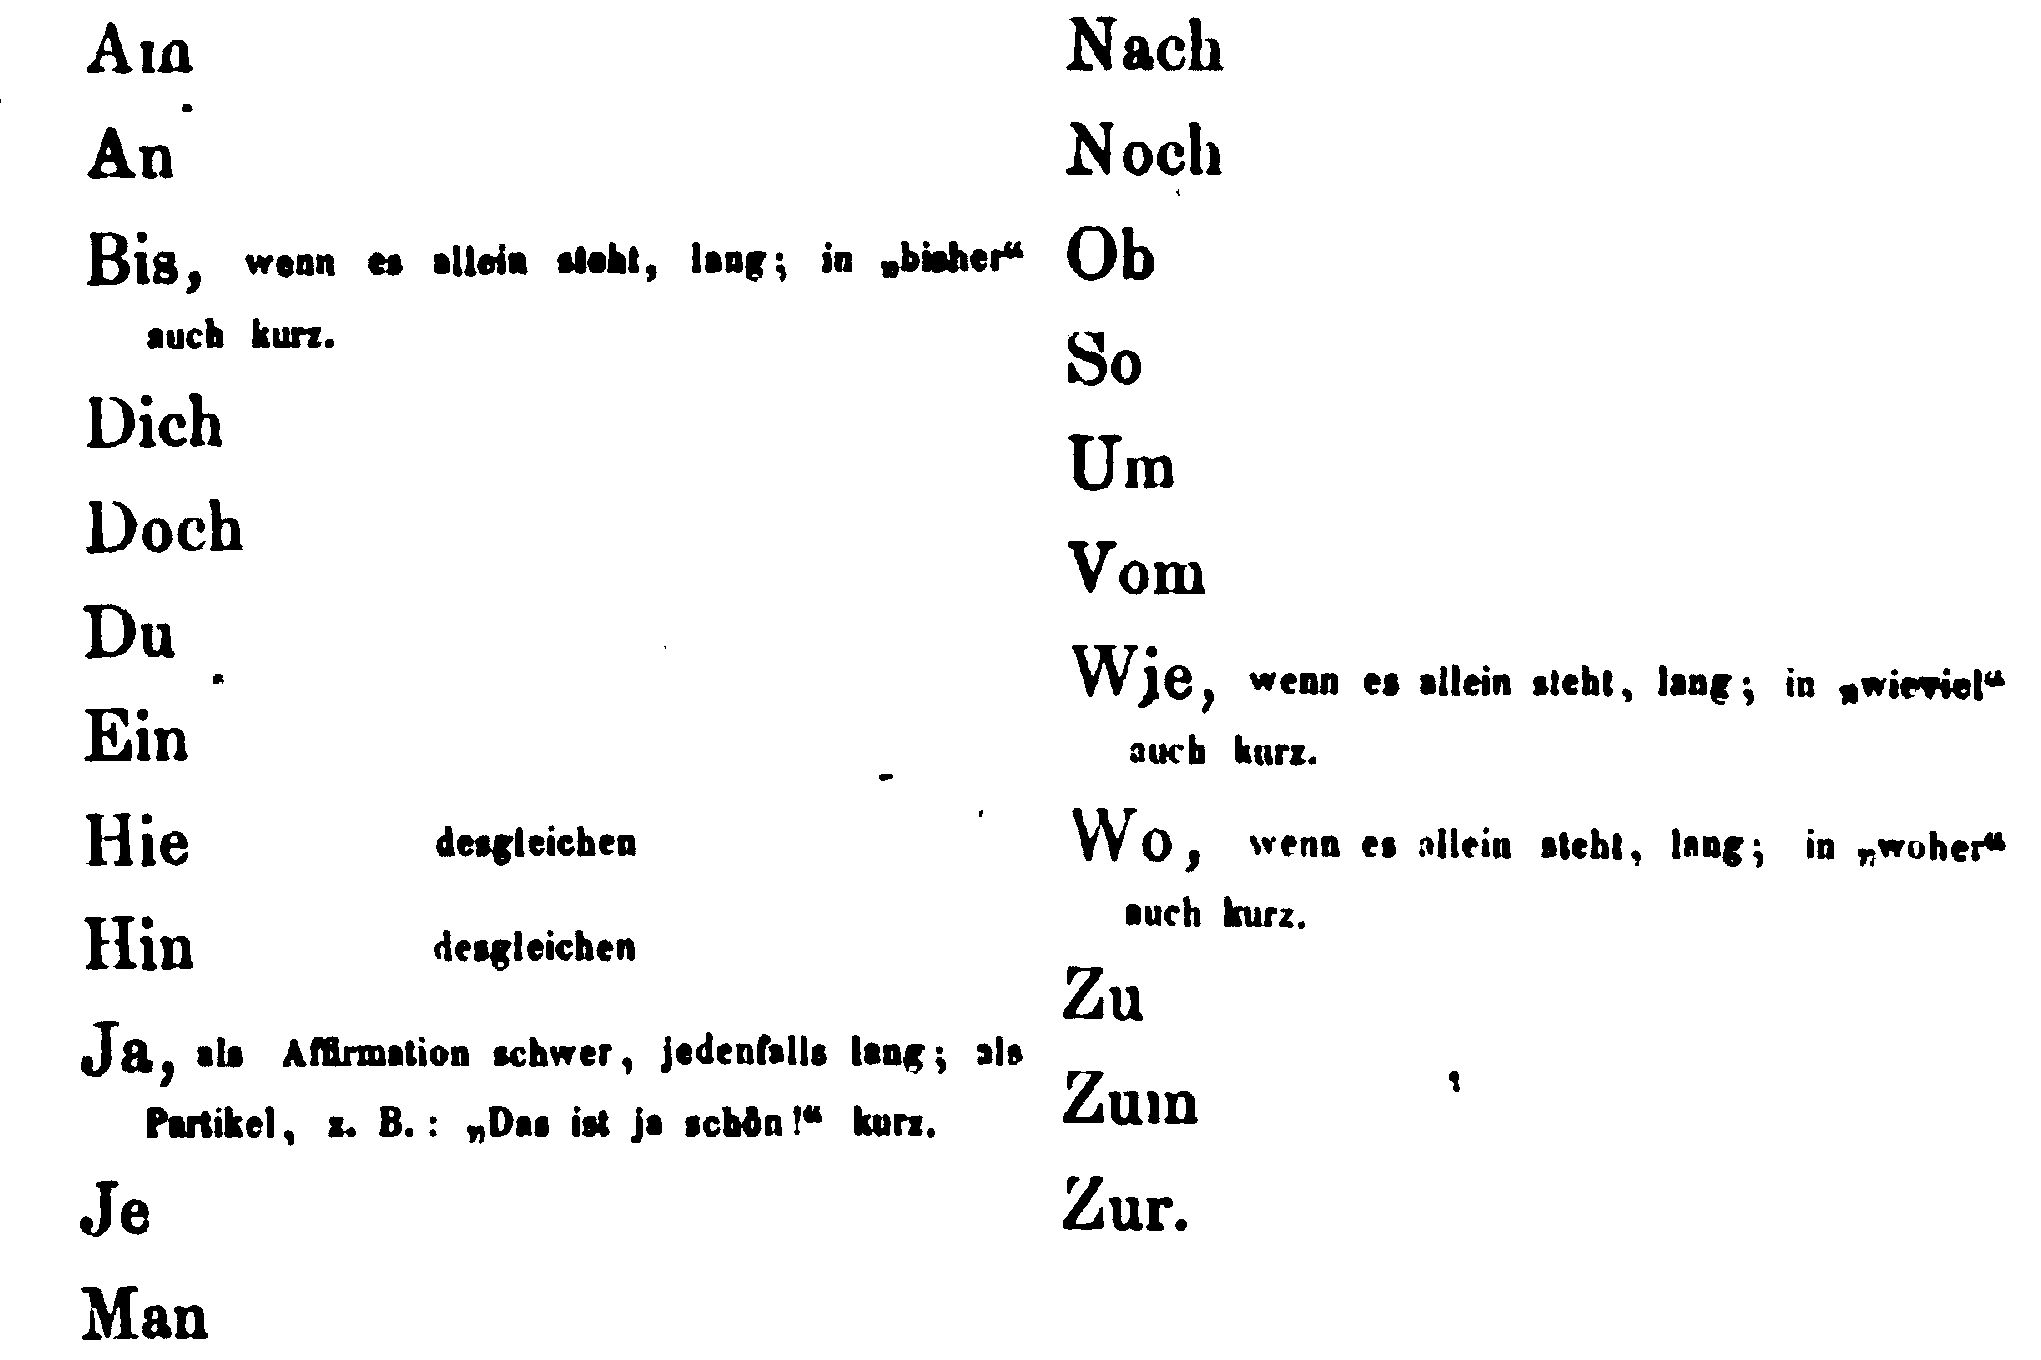 Am
An
Bis, wenn es allein steht, lang; in „bisher“
auch kurz.
Dich
Doch
Du
Ein
Hie desgleichen
Hin desgleichen
Ja, als Affirmation schwer, jedenfalls lang; als
Partikel, z. B.: „Das ist ja schön!“ kurz.
Je
Man
Nach
Noch
Ob
So
Um
Vom
Wie, wenn es allein steht, lang; in „wieviel“
auch kurz.
Wo, wenn es allein steht, lang; in „woher“
auch kurz.
Zu
Zum
Zur.